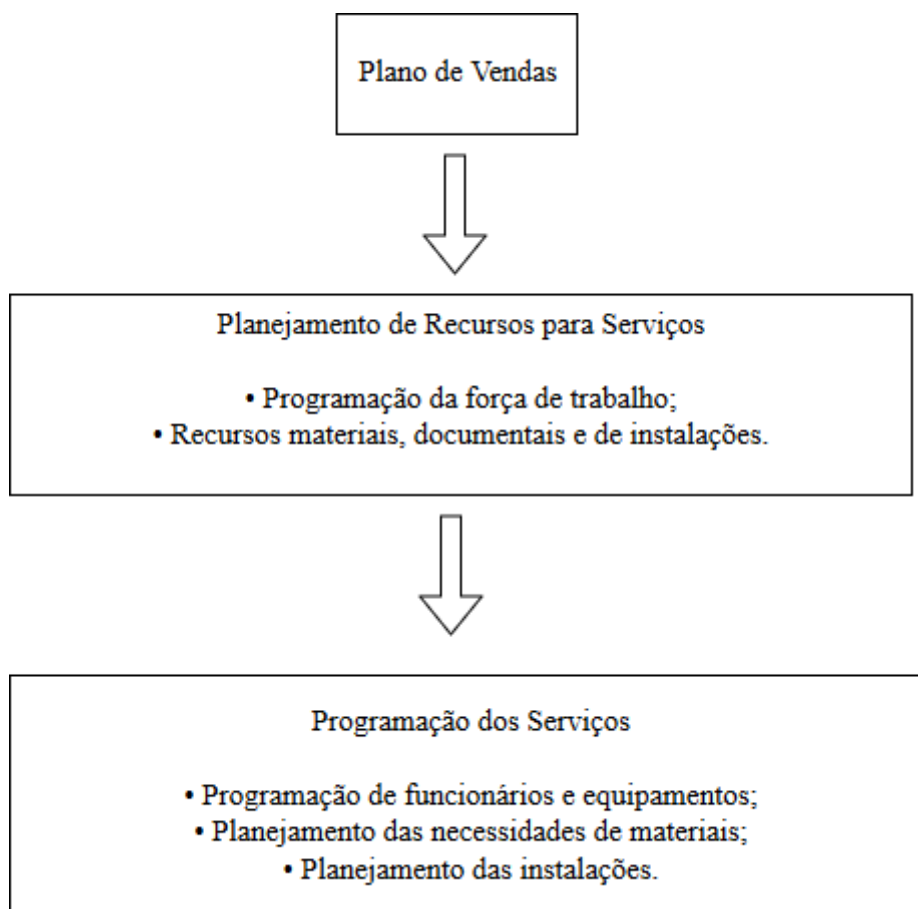 Plano de Vendas
Planejamento de Recursos para Serviços
• Programação da força de trabalho;
• Recursos materiais, documentais e de instalações.
Programação dos Serviços
• Programação de funcionários e equipamentos;
• Planejamento das necessidades de materiais;
• Planejamento das instalações.